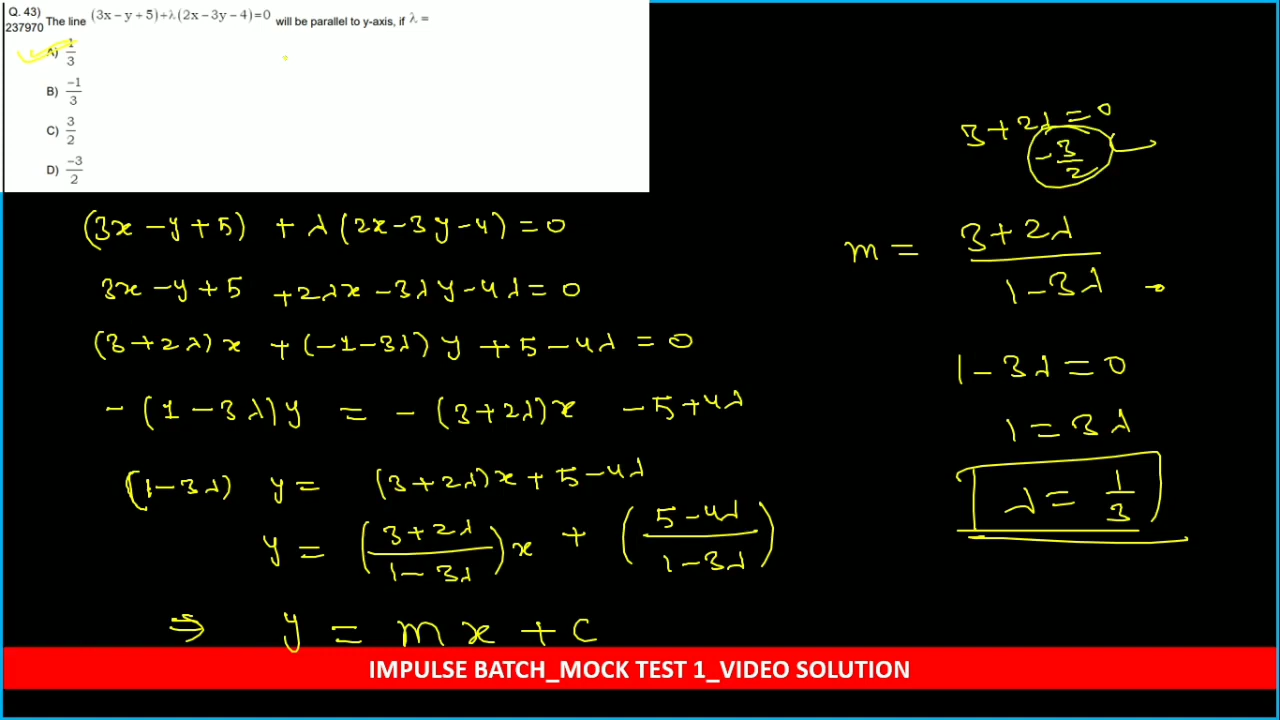 Q. 43)
237970 The line (3x − y + 5) + λ (2x − 3y − 4) = 0 will be parallel to y-axis, if λ =
A) 1/3
B) −1/3
C) 3/2
D) −3/2
(3x − y + 5) + λ (2x − 3y − 4) = 0
3x − y + 5 + 2λx − 3λy − 4λ = 0
(3 + 2λ) x + (−1 − 3λ) y + 5 − 4λ = 0
− (1 − 3λ) y = − (3 + 2λ) x − 5 + 4λ
(1 − 3λ) y = (3 + 2λ) x + 5 − 4λ
y = ((3 + 2λ)/(1 − 3λ)) x + ((5 − 4λ)/(1 − 3λ))
⇒ y = mx + c
3 + 2λ = 0
−3/2
m = (3 + 2λ)/(1 − 3λ)
1 − 3λ = 0
1 = 3λ
λ = 1/3
IMPULSE BATCH_MOCK TEST 1_VIDEO SOLUTION